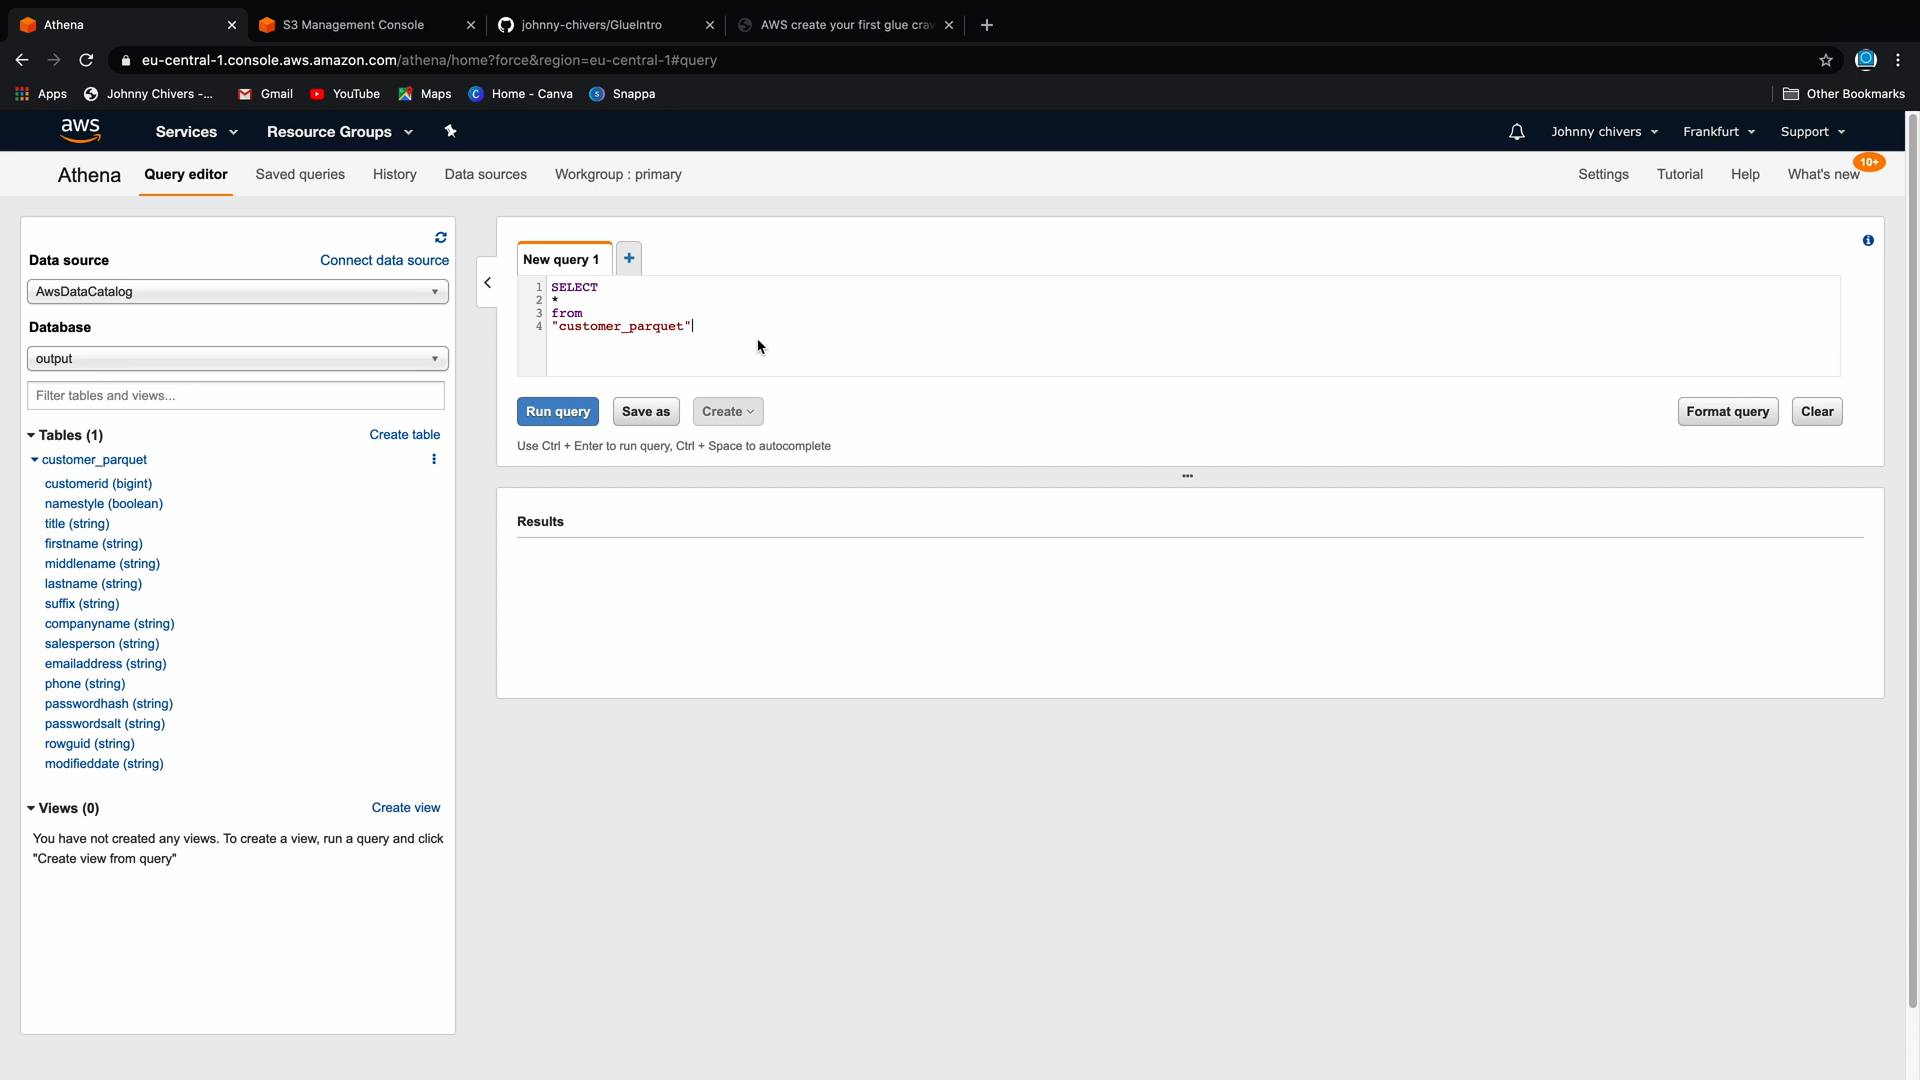 Athena
S3 Management Console
johnny-chivers/GlueIntro
AWS create your first glue cra
eu-central-1.console.aws.amazon.com/athena/home?force&region=eu-central-1#query
Apps
Johnny Chivers -...
Gmail
YouTube
Maps
Home - Canva
Snappa
Other Bookmarks
aws
Services
Resource Groups
Johnny chivers
Frankfurt
Support
Athena
Query editor
Saved queries
History
Data sources
Workgroup : primary
Settings
Tutorial
Help
What's new
10+
Data source
Connect data source
AwsDataCatalog
Database
output
Filter tables and views...
Tables (1)
Create table
customer_parquet
customerid (bigint)
namestyle (boolean)
title (string)
firstname (string)
middlename (string)
lastname (string)
suffix (string)
companyname (string)
salesperson (string)
emailaddress (string)
phone (string)
passwordhash (string)
passwordsalt (string)
rowguid (string)
modifieddate (string)
Views (0)
Create view
You have not created any views. To create a view, run a query and click
"Create view from query"
New query 1
1 SELECT
2 *
3 from
4 "customer_parquet"
Run query
Save as
Create
Format query
Clear
Use Ctrl + Enter to run query, Ctrl + Space to autocomplete
Results